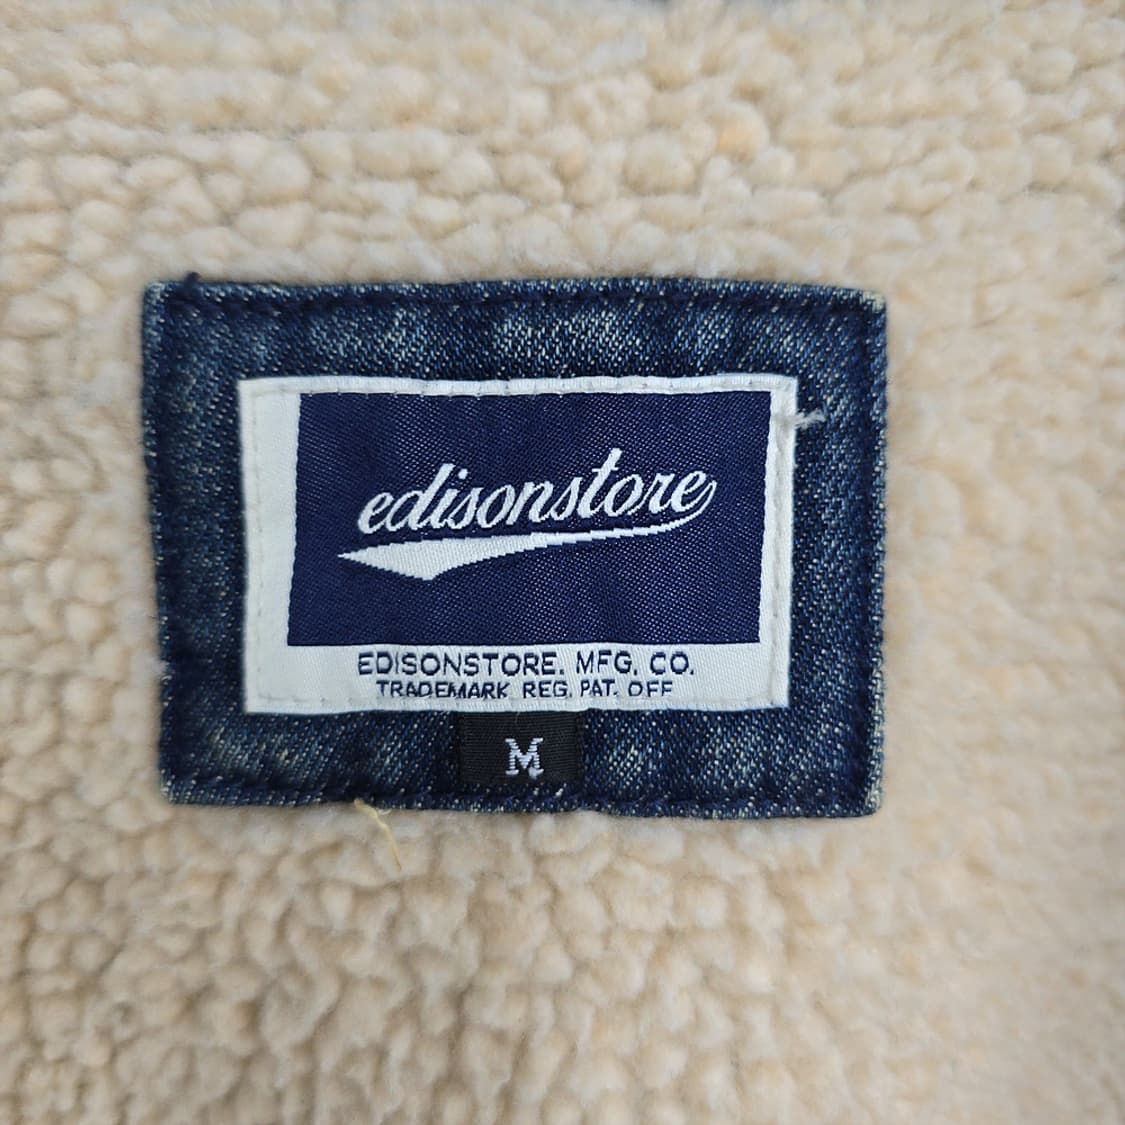 edisonstore
EDISONSTORE. MFG. CO.
TRADEMARK REG. PAT. OFF
M